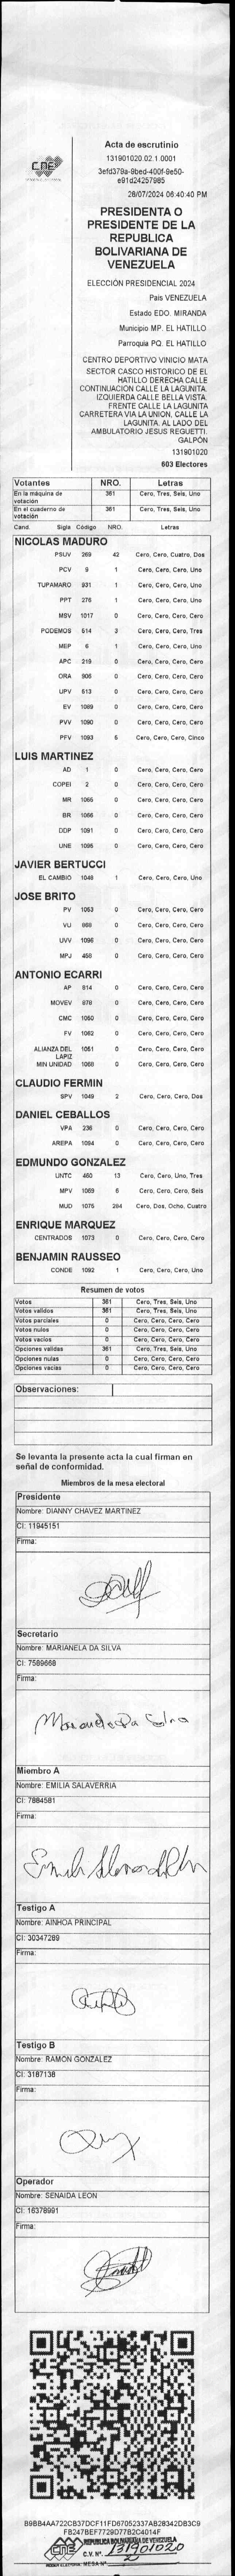 CNE
Acta de escrutinio
131901020.02.1.0001
3efd379a-9bed-400f-9e50-
e91d24257985
28/07/2024 06:40:40 PM
PRESIDENTA O
PRESIDENTE DE LA
REPUBLICA
BOLIVARIANA DE
VENEZUELA
ELECCIÓN PRESIDENCIAL 2024
País VENEZUELA
Estado EDO. MIRANDA
Municipio MP. EL HATILLO
Parroquia PQ. EL HATILLO
CENTRO DEPORTIVO VINICIO MATA
SECTOR CASCO HISTORICO DE EL
HATILLO DERECHA CALLE
CONTINUACIÓN CALLE LA LAGUNITA.
IZQUIERDA CALLE BELLA VISTA.
FRENTE CALLE LA LAGUNITA
CARRETERA VIA LA UNION. CALLE LA
LAGUNITA. AL LADO DEL
AMBULATORIO JESUS REGUETTI.
GALPÓN
131901020
603 Electores
Votantes NRO. Letras
En la máquina de votación 361 Cero, Tres, Seis, Uno
En el cuaderno de votación 361 Cero, Tres, Seis, Uno
Cand. Sigla Código NRO. Letras
NICOLAS MADURO
PSUV 269 42 Cero, Cero, Cuatro, Dos
PCV 9 1 Cero, Cero, Cero, Uno
TUPAMARO 931 1 Cero, Cero, Cero, Uno
PPT 276 1 Cero, Cero, Cero, Uno
MSV 1017 0 Cero, Cero, Cero, Cero
PODEMOS 514 3 Cero, Cero, Cero, Tres
MEP 6 1 Cero, Cero, Cero, Uno
APC 219 0 Cero, Cero, Cero, Cero
ORA 906 0 Cero, Cero, Cero, Cero
UPV 513 0 Cero, Cero, Cero, Cero
EV 1089 0 Cero, Cero, Cero, Cero
PVV 1090 0 Cero, Cero, Cero, Cero
PFV 1093 5 Cero, Cero, Cero, Cinco
LUIS MARTINEZ
AD 1 0 Cero, Cero, Cero, Cero
COPEI 2 0 Cero, Cero, Cero, Cero
MR 1065 0 Cero, Cero, Cero, Cero
BR 1066 0 Cero, Cero, Cero, Cero
DDP 1091 0 Cero, Cero, Cero, Cero
UNE 1095 0 Cero, Cero, Cero, Cero
JAVIER BERTUCCI
EL CAMBIO 1048 1 Cero, Cero, Cero, Uno
JOSE BRITO
PV 1053 0 Cero, Cero, Cero, Cero
VU 869 0 Cero, Cero, Cero, Cero
UVV 1096 0 Cero, Cero, Cero, Cero
MPJ 458 0 Cero, Cero, Cero, Cero
ANTONIO ECARRI
AP 814 0 Cero, Cero, Cero, Cero
MOVEV 878 0 Cero, Cero, Cero, Cero
CMC 1050 0 Cero, Cero, Cero, Cero
FV 1062 0 Cero, Cero, Cero, Cero
ALIANZA DEL LAPIZ 1051 0 Cero, Cero, Cero, Cero
MIN UNIDAD 1068 0 Cero, Cero, Cero, Cero
CLAUDIO FERMIN
SPV 1049 2 Cero, Cero, Cero, Dos
DANIEL CEBALLOS
VPA 236 0 Cero, Cero, Cero, Cero
AREPA 1094 0 Cero, Cero, Cero, Cero
EDMUNDO GONZALEZ
UNTC 460 13 Cero, Cero, Uno, Tres
MPV 1069 6 Cero, Cero, Cero, Seis
MUD 1075 284 Cero, Dos, Ocho, Cuatro
ENRIQUE MARQUEZ
CENTRADOS 1073 0 Cero, Cero, Cero, Cero
BENJAMIN RAUSSEO
CONDE 1092 1 Cero, Cero, Cero, Uno
Resumen de votos
Votos 361 Cero, Tres, Seis, Uno
Votos validos 361 Cero, Tres, Seis, Uno
Votos parciales 0 Cero, Cero, Cero, Cero
Votos nulos 0 Cero, Cero, Cero, Cero
Votos vacios 0 Cero, Cero, Cero, Cero
Opciones validas 361 Cero, Tres, Seis, Uno
Opciones nulas 0 Cero, Cero, Cero, Cero
Opciones vacias 0 Cero, Cero, Cero, Cero
Observaciones:
Se levanta la presente acta la cual firman en
señal de conformidad.
Miembros de la mesa electoral
Presidente
Nombre: DIANNY CHAVEZ MARTINEZ
CI: 11945151
Firma:
Secretario
Nombre: MARIANELA DA SILVA
CI: 7589668
Firma:
Miembro A
Nombre: EMILIA SALAVERRIA
CI: 7884581
Firma:
Testigo A
Nombre: AINHOA PRINCIPAL
CI: 30347289
Firma:
Testigo B
Nombre: RAMON GONZALEZ
CI: 3187138
Firma:
Operador
Nombre: SENAIDA LEON
CI: 16378991
Firma:
B9BB4AA722CB37DCF11FD67052337AB28342DB3C9
FB247BEF7729D77B2C4014F
CNE REPUBLICA BOLIVARIANA DE VENEZUELA
C.V. Nº. 131901020
PODER ELECTORAL MESA Nº 2